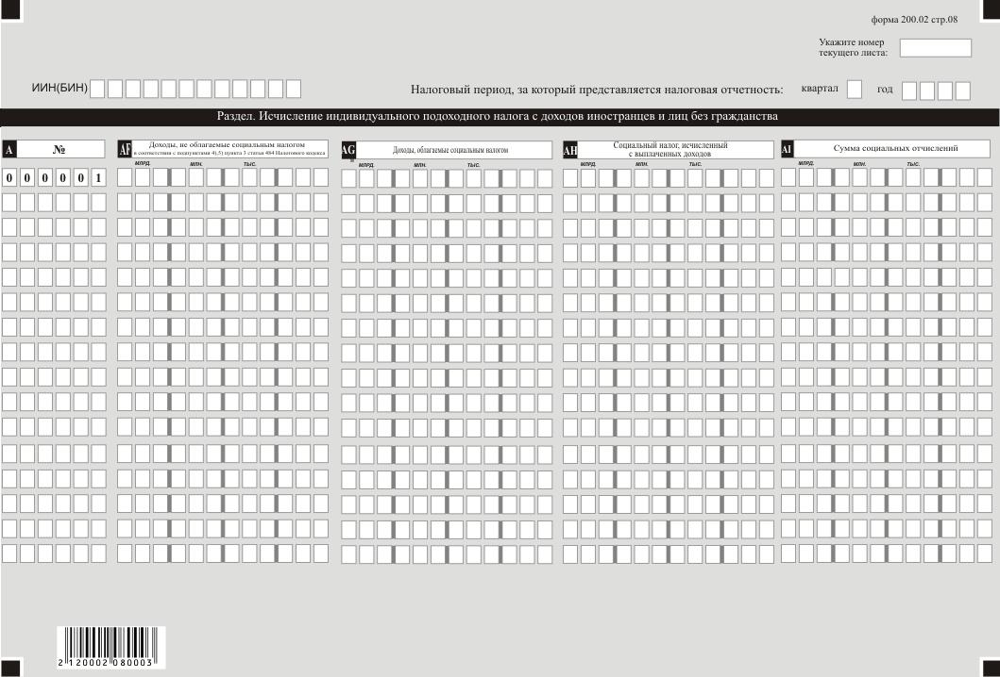 форма 200.02 стр.08
Укажите номер
текущего листа:
ИИН(БИН)
Налоговый период, за который представляется налоговая отчетность: квартал год
Раздел. Исчисление индивидуального подоходного налога с доходов иностранцев и лиц без гражданства
A №
AF Доходы, не облагаемые социальным налогом
в соответствии с подпунктами 4),5) пункта 3 статьи 484 Налогового кодекса
AG Доходы, облагаемые социальным налогом
AH Социальный налог, исчисленный
с выплаченных доходов
AI Сумма социальных отчислений
МЛРД. МЛН. ТЫС. МЛРД. МЛН. ТЫС. МЛРД. МЛН. ТЫС. МЛРД. МЛН. ТЫС.
0 0 0 0 0 1
2 120002 080003